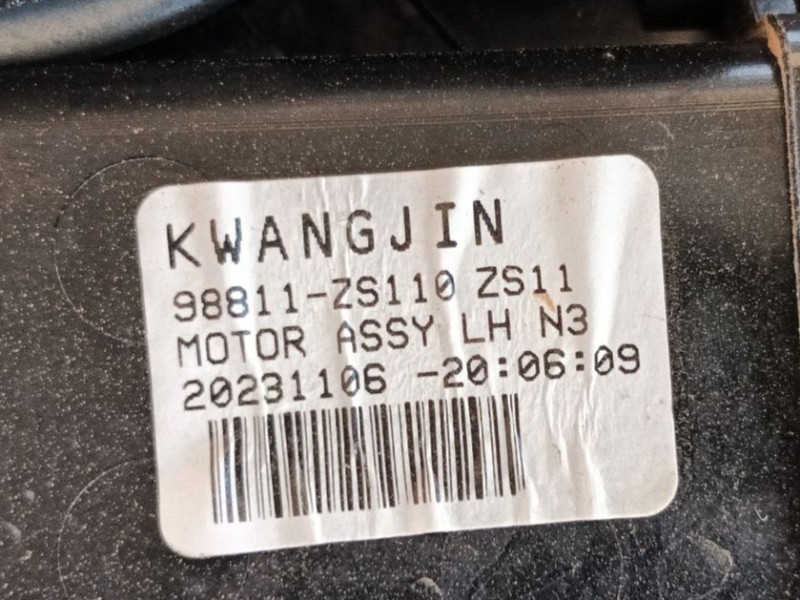 KWANGJIN
98811-ZS110 ZS11
MOTOR ASSY LH N3
20231106 -20:06:09